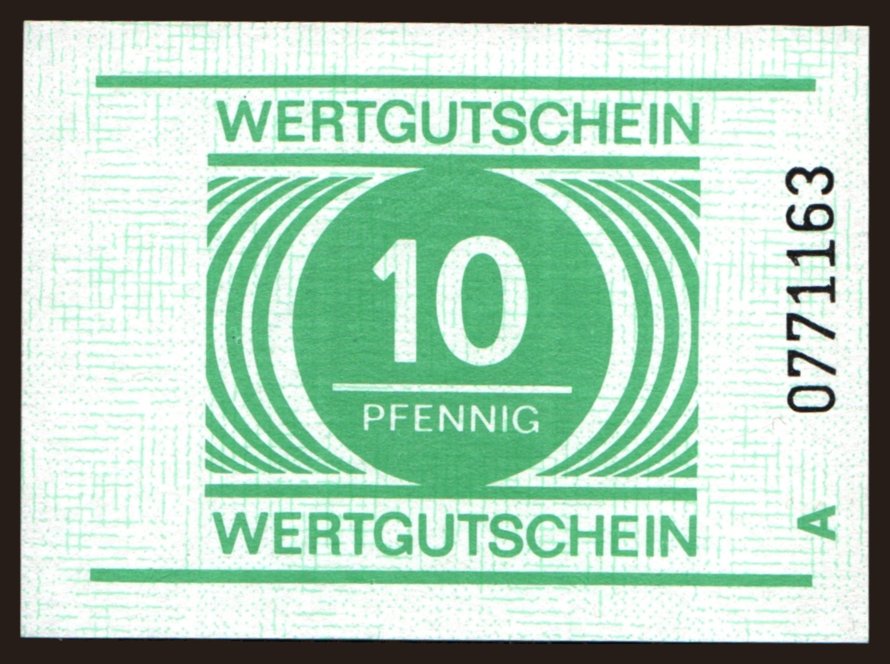 WERTGUTSCHEIN
10
PFENNIG
WERTGUTSCHEIN
0771163
A